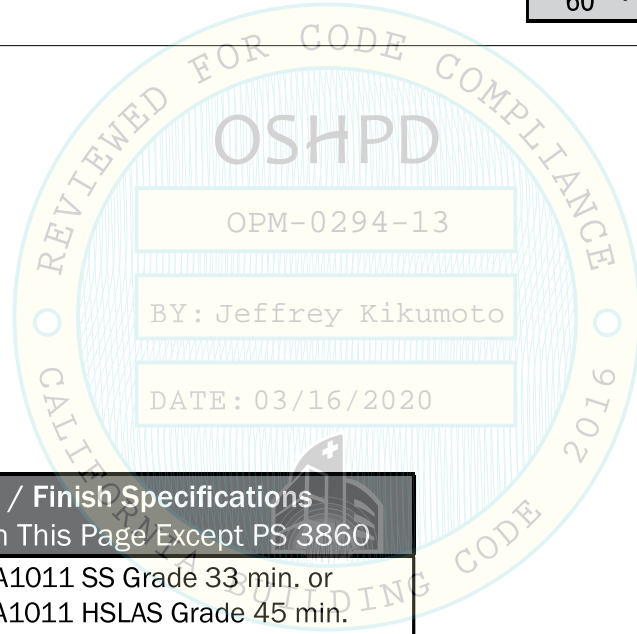 60
REVIEWED FOR CODE COMPLIANCE
OSHPD
OPM-0294-13
BY: Jeffrey Kikumoto
DATE: 03/16/2020
CALIFORNIA BUILDING CODE 2016
/ Finish Specifications
This Page Except PS 3860
A1011 SS Grade 33 min. or
A1011 HSLAS Grade 45 min.